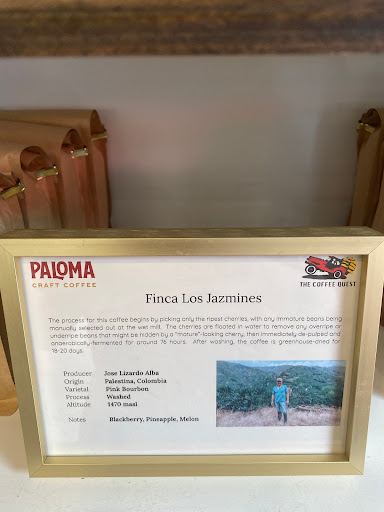 PALOMA
CRAFT COFFEE
THE COFFEE QUEST
Finca Los Jazmines
The process for this coffee begins by picking only the ripest cherries, with any immature beans being
manually selected out at the wet mill. The cherries are floated in water to remove any overripe or
underripe beans that might be hidden by a "mature"-looking cherry, then immediately de-pulped and
anaerobically-fermented for around 76 hours. After washing, the coffee is greenhouse-dried for
18-20 days.
Producer Jose Lizardo Alba
Origin Palestina, Colombia
Varietal Pink Bourbon
Process Washed
Altitude 1470 masl
Notes Blackberry, Pineapple, Melon